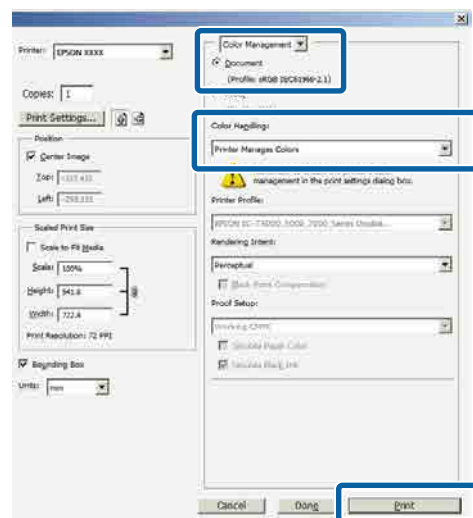 Printer: EPSON XXXX
Copies: 1
Print Settings...
Position
Center Image
Top:
Left:
Scaled Print Size
Scale to Fit Media
Scale: 100%
Height: 941.8
Width: 722.4
Print Resolution: 72 PPI
Bounding Box
Units: mm
Color Management
Document
(Profile: sRGB IEC61966-2.1)
Color Handling:
Printer Manages Colors
management in the print settings dialog box.
Printer Profile:
Rendering Intent:
Perceptual
Black Point Compensation
Proof Setup:
Working CMYK
Simulate Paper Color
Simulate Black Ink
Cancel
Done
Print